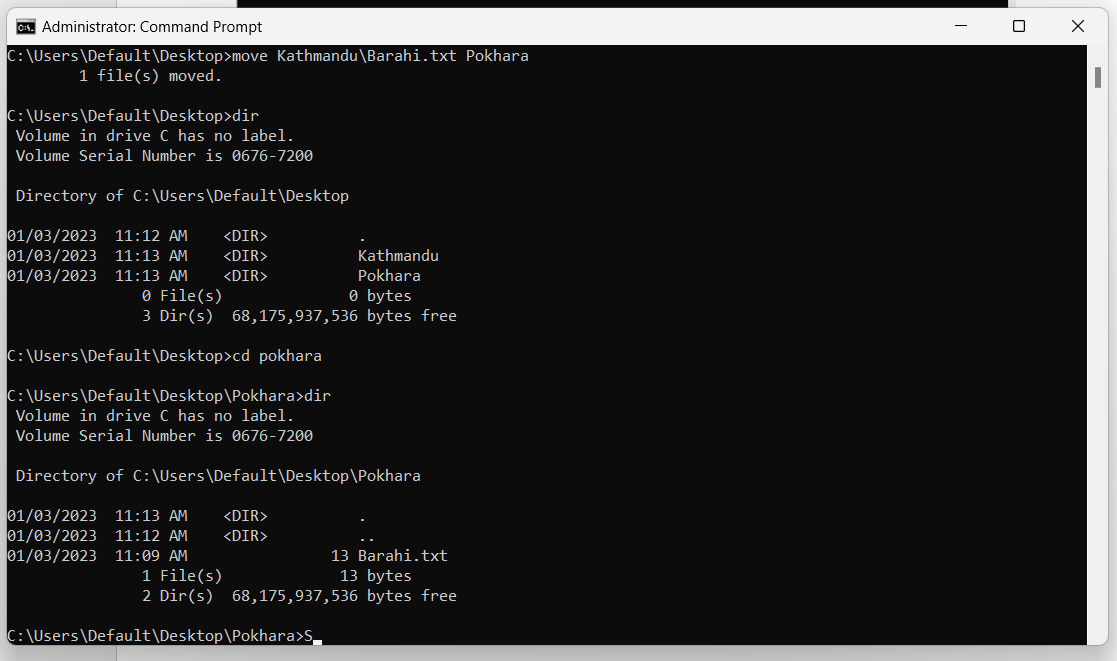 Administrator: Command Prompt
C:\Users\Default\Desktop>move Kathmandu\Barahi.txt Pokhara
        1 file(s) moved.
C:\Users\Default\Desktop>dir
 Volume in drive C has no label.
 Volume Serial Number is 0676-7200
 Directory of C:\Users\Default\Desktop
01/03/2023  11:12 AM    <DIR>          .
01/03/2023  11:13 AM    <DIR>          Kathmandu
01/03/2023  11:13 AM    <DIR>          Pokhara
               0 File(s)              0 bytes
               3 Dir(s)  68,175,937,536 bytes free
C:\Users\Default\Desktop>cd pokhara
C:\Users\Default\Desktop\Pokhara>dir
 Volume in drive C has no label.
 Volume Serial Number is 0676-7200
 Directory of C:\Users\Default\Desktop\Pokhara
01/03/2023  11:13 AM    <DIR>          .
01/03/2023  11:12 AM    <DIR>          ..
01/03/2023  11:09 AM                13 Barahi.txt
               1 File(s)             13 bytes
               2 Dir(s)  68,175,937,536 bytes free
C:\Users\Default\Desktop\Pokhara>S